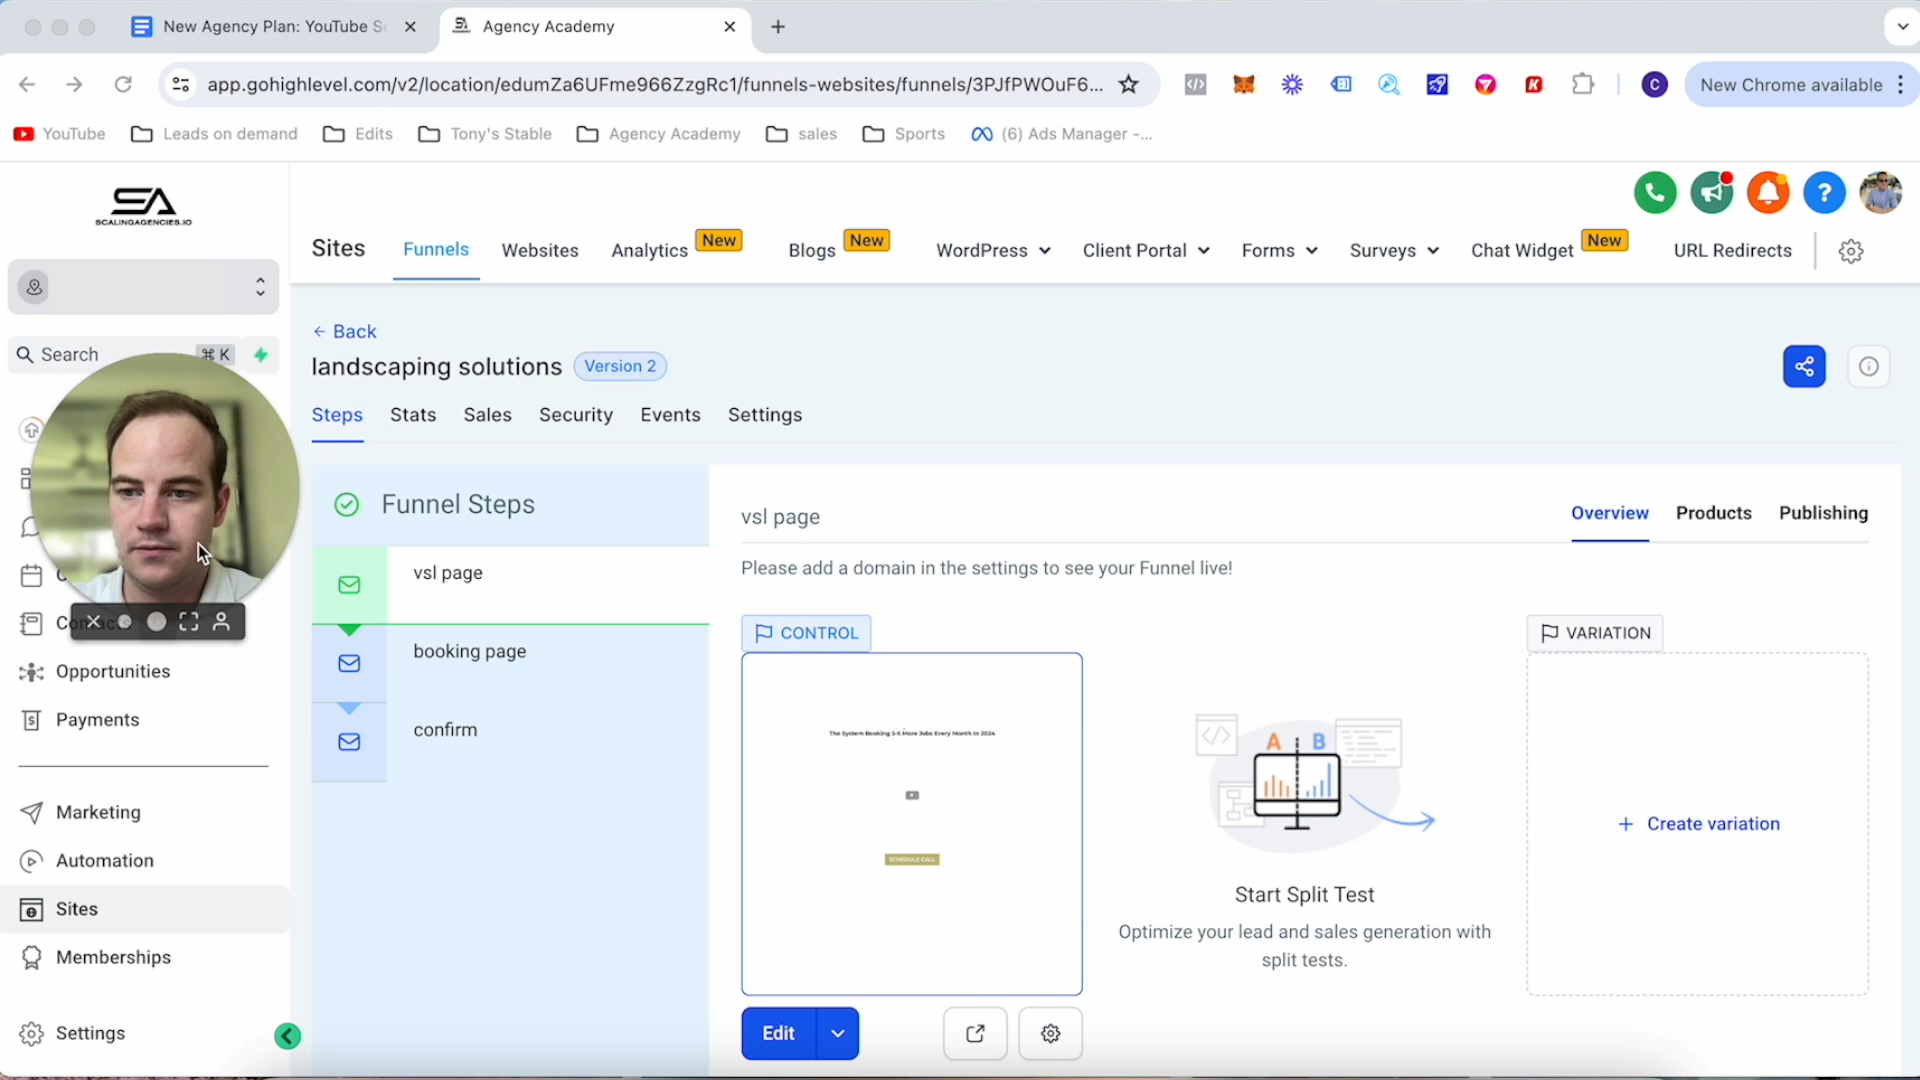 New Agency Plan: YouTube Se
Agency Academy
app.gohighlevel.com/v2/location/edumZa6UFme966ZzgRc1/funnels-websites/funnels/3PJfPWOuF6...
C
New Chrome available
YouTube
Leads on demand
Edits
Tony's Stable
Agency Academy
sales
Sports
(6) Ads Manager -...
SA
SCALINGAGENCIES.IO
Sites
Funnels
Websites
Analytics
New
Blogs
New
WordPress
Client Portal
Forms
Surveys
Chat Widget
New
URL Redirects
Search
⌘ K
Opportunities
Payments
Marketing
Automation
Sites
Memberships
Settings
← Back
landscaping solutions
Version 2
Steps
Stats
Sales
Security
Events
Settings
Funnel Steps
vsl page
booking page
confirm
vsl page
Overview
Products
Publishing
Please add a domain in the settings to see your Funnel live!
CONTROL
The System Booking 5-6 More Jobs Every Month In 2024
SCHEDULE CALL
A B
Start Split Test
Optimize your lead and sales generation with
split tests.
VARIATION
+ Create variation
Edit